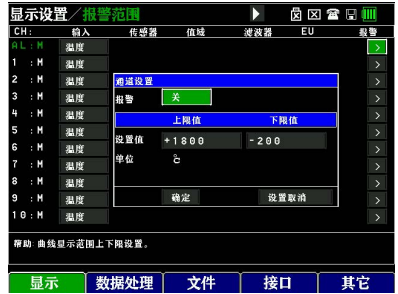 显示设置/报警范围
CH: 输入 传感器 值域 滤波器 EU 报警
AL:M 温度 >
1 :M 温度 >
2 :M 温度 >
3 :M 温度 >
4 :M 温度 >
5 :M 温度 >
6 :M 温度 >
7 :M 温度 >
8 :M 温度 >
9 :M 温度 >
10:M 温度 >
通道设置
报警 关
上限值 下限值
设置值 +1800 -200
单位 ℃
确定 设置取消
帮助:曲线显示范围上下限设置。
显示 数据处理 文件 接口 其它